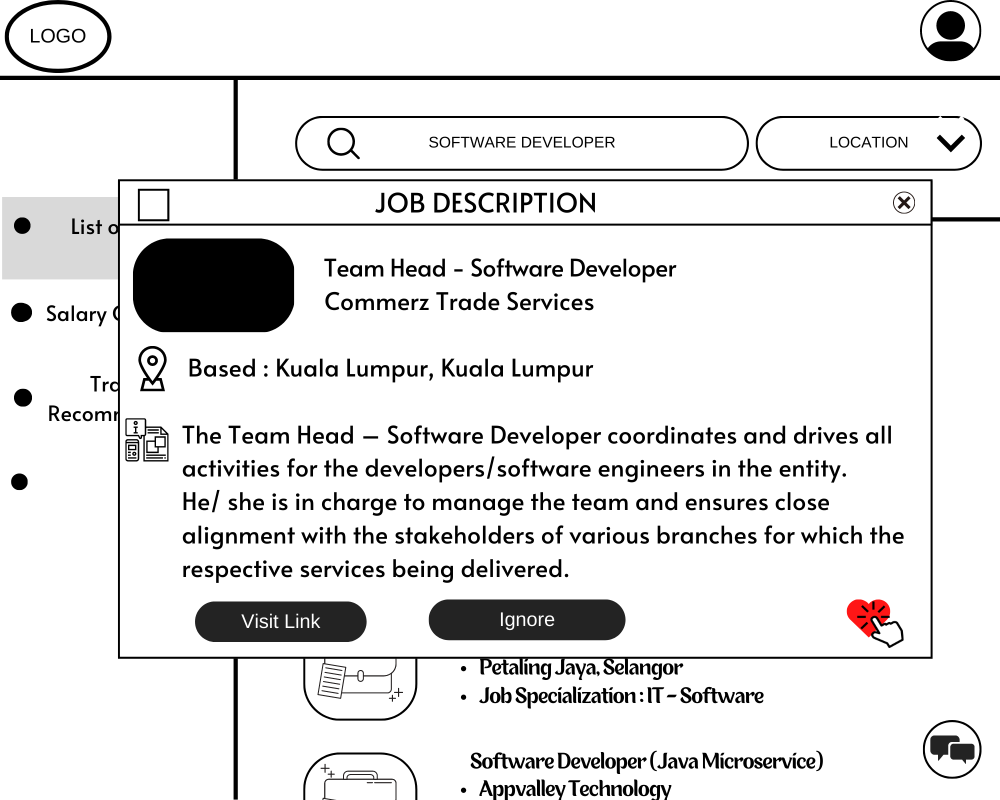 LOGO
SOFTWARE DEVELOPER
LOCATION
JOB DESCRIPTION
List
Salary
Team Head - Software Developer
Commerz Trade Services
Based : Kuala Lumpur, Kuala Lumpur
The Team Head – Software Developer coordinates and drives all
activities for the developers/software engineers in the entity.
He/ she is in charge to manage the team and ensures close
alignment with the stakeholders of various branches for which the
respective services being delivered.
Visit Link
Ignore
• Petaling Jaya, Selangor
• Job Specialization : IT - Software
Software Developer (Java Microservice)
• Appvalley Technology